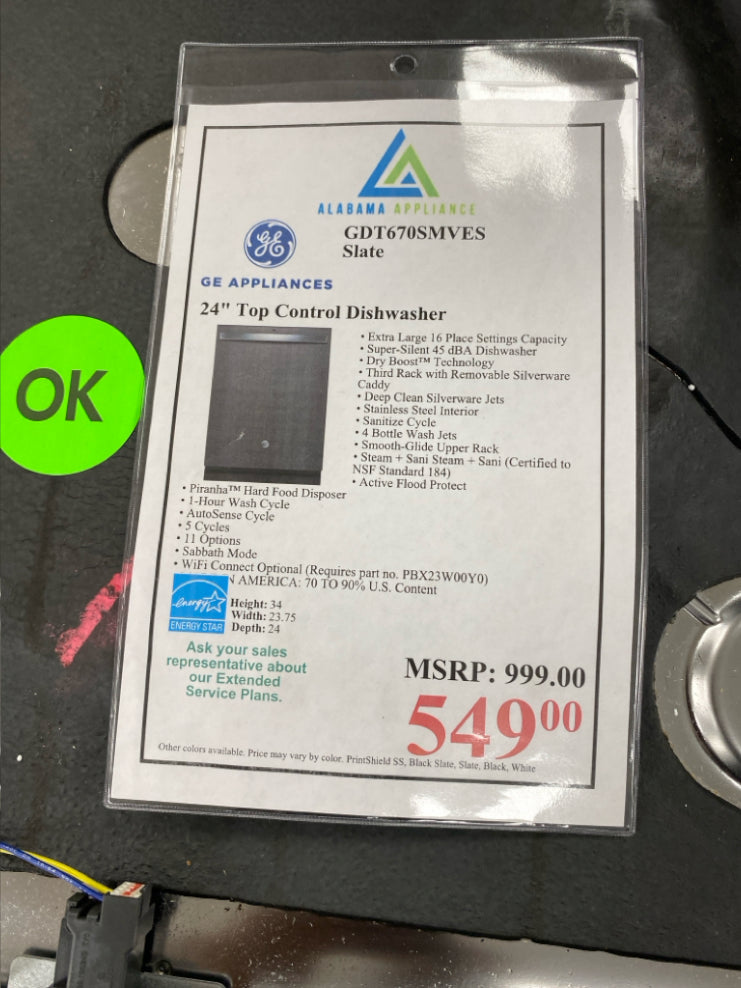 ALABAMA APPLIANCE
GE
GDT670SMVES
Slate
GE APPLIANCES
24" Top Control Dishwasher
• Extra Large 16 Place Settings Capacity
• Super-Silent 45 dBA Dishwasher
• Dry Boost™ Technology
• Third Rack with Removable Silverware
Caddy
• Deep Clean Silverware Jets
• Stainless Steel Interior
• Sanitize Cycle
• 4 Bottle Wash Jets
• Smooth-Glide Upper Rack
• Steam + Sani Steam + Sani (Certified to
NSF Standard 184)
• Active Flood Protect
OK
• Piranha™ Hard Food Disposer
• 1-Hour Wash Cycle
• AutoSense Cycle
• 5 Cycles
• 11 Options
• Sabbath Mode
• WiFi Connect Optional (Requires part no. PBX23W00Y0)
N AMERICA: 70 TO 90% U.S. Content
energy
ENERGY STAR
Height: 34
Width: 23.75
Depth: 24
Ask your sales
representative about
our Extended
Service Plans.
MSRP: 999.00
549 00
Other colors available. Price may vary by color. PrintShield SS, Black Slate, Slate, Black, White